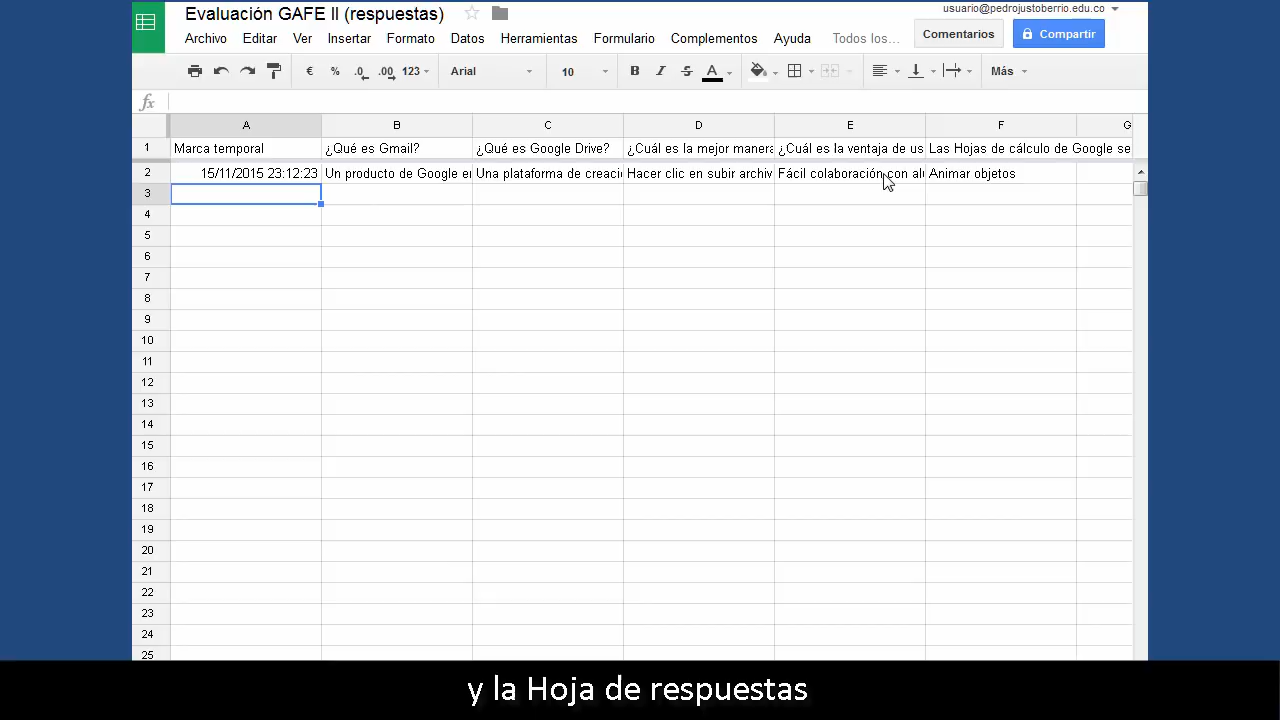 Evaluación GAFE II (respuestas)
usuario@pedrojustoberrio.edu.co
Archivo Editar Ver Insertar Formato Datos Herramientas Formulario Complementos Ayuda Todos los…
Comentarios
Compartir
€ % .0 .00 123 Arial 10 B I S A Más
fx
A B C D E F G
1 Marca temporal ¿Qué es Gmail? ¿Qué es Google Drive? ¿Cuál es la mejor manera ¿Cuál es la ventaja de us Las Hojas de cálculo de Google se
2 15/11/2015 23:12:23 Un producto de Google en Una plataforma de creaci Hacer clic en subir archiv Fácil colaboración con al Animar objetos
3
4
5
6
7
8
9
10
11
12
13
14
15
16
17
18
19
20
21
22
23
24
25
y la Hoja de respuestas